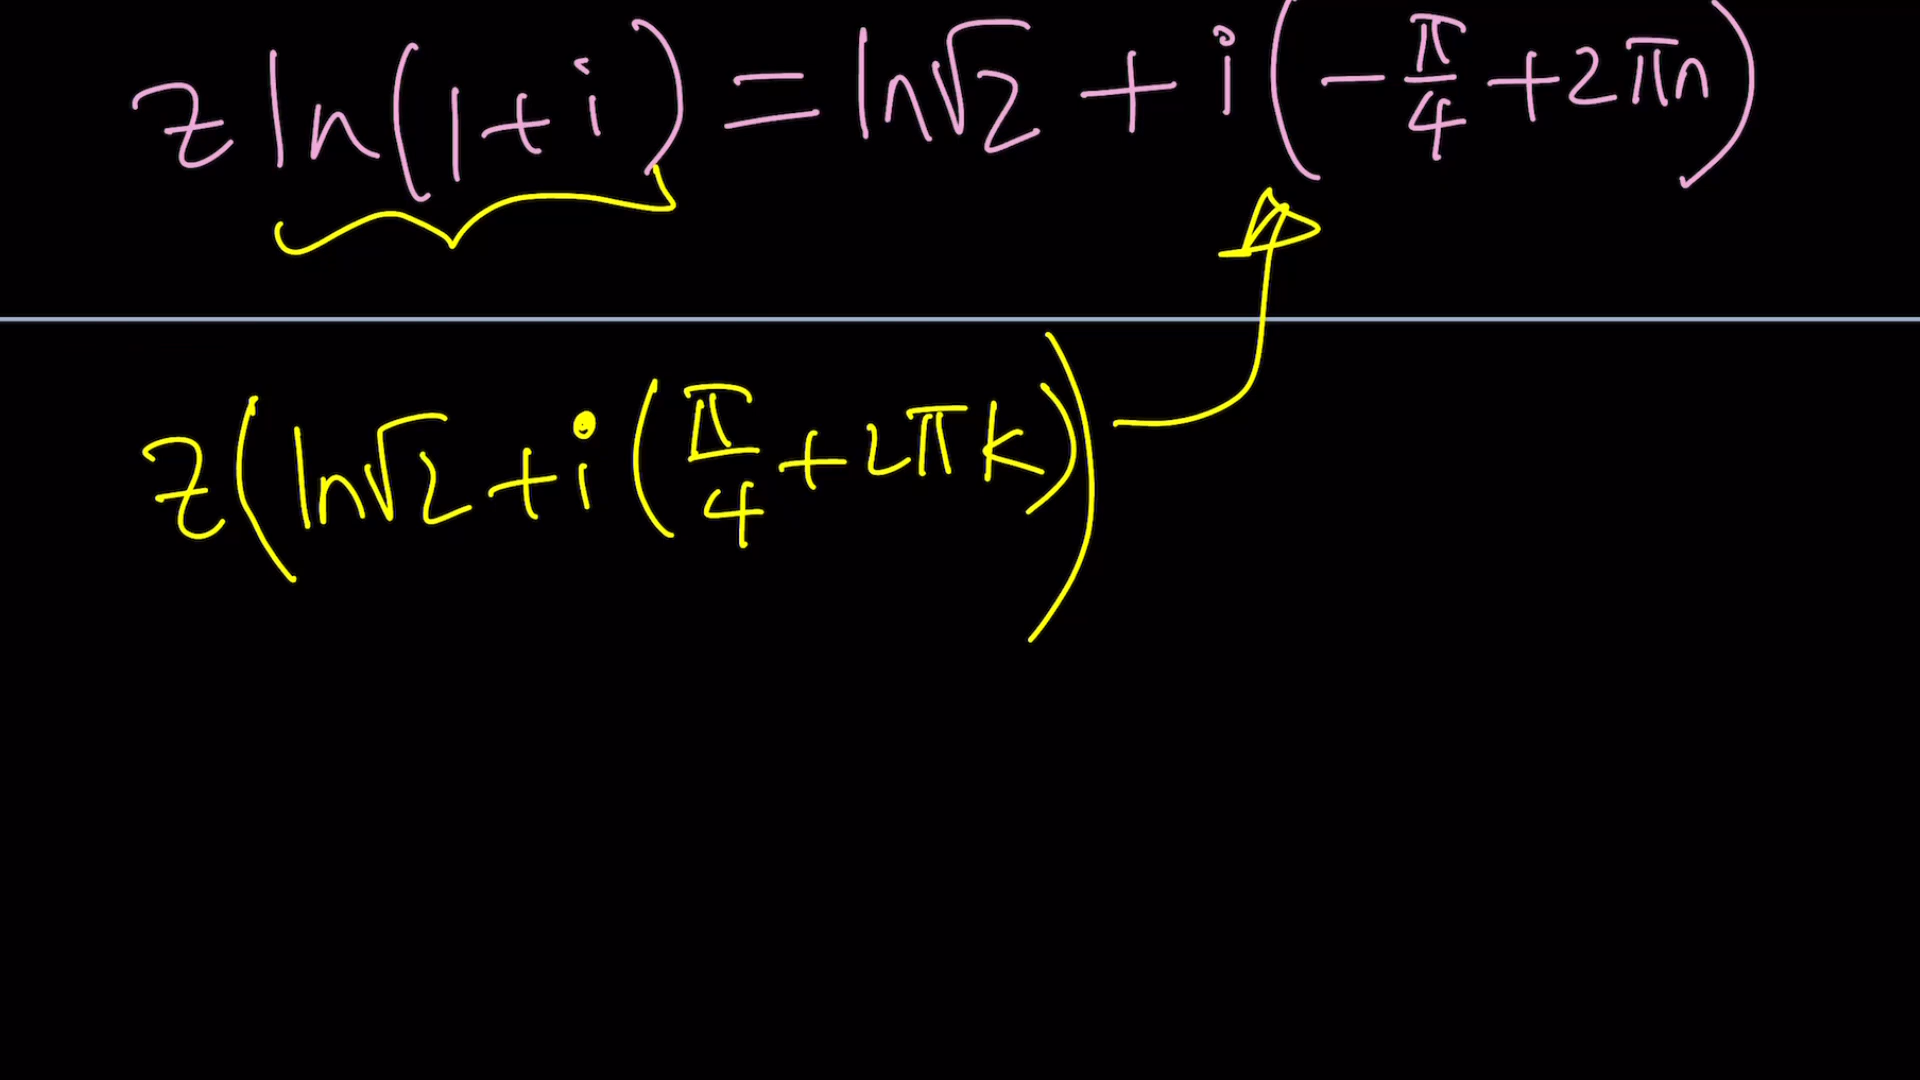 z ln(1+i) = ln√2 + i(-π/4 + 2πn)
z(ln√2 + i(π/4 + 2πk))